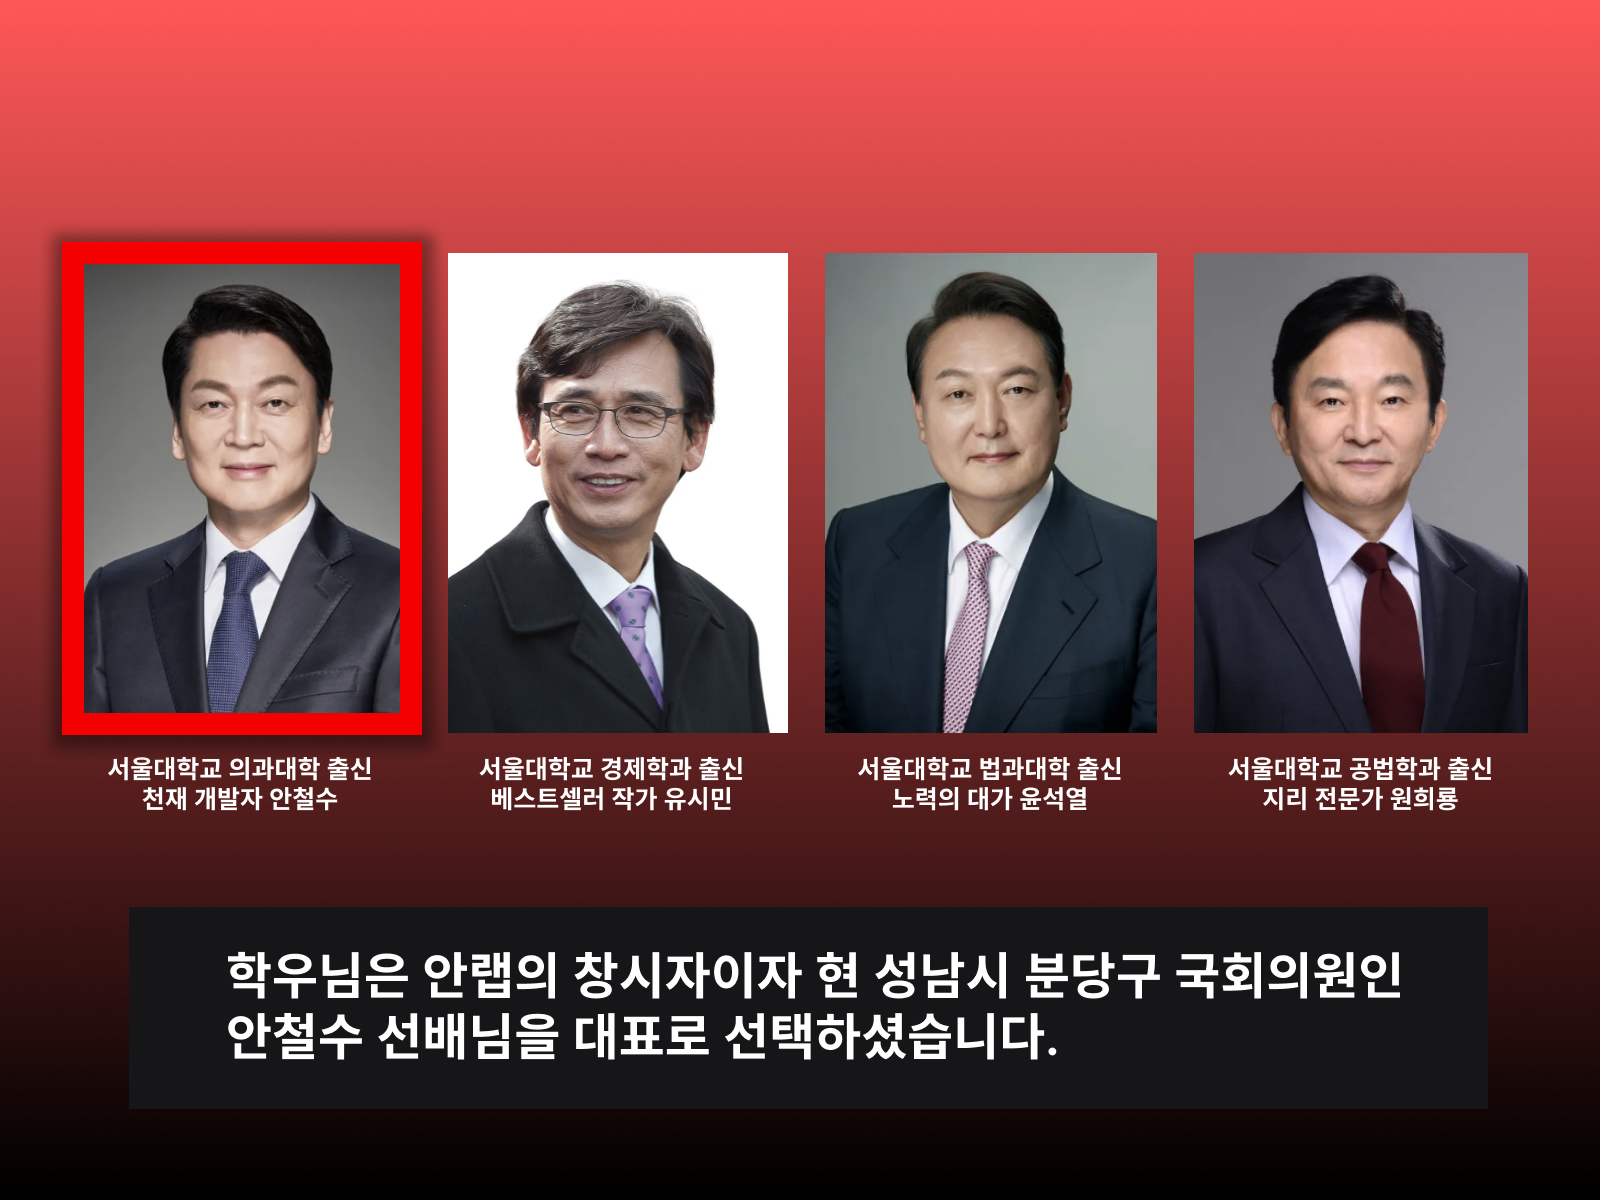 서울대학교 의과대학 출신
천재 개발자 안철수
서울대학교 경제학과 출신
베스트셀러 작가 유시민
서울대학교 법과대학 출신
노력의 대가 윤석열
서울대학교 공법학과 출신
지리 전문가 원희룡
학우님은 안랩의 창시자이자 현 성남시 분당구 국회의원인
안철수 선배님을 대표로 선택하셨습니다.